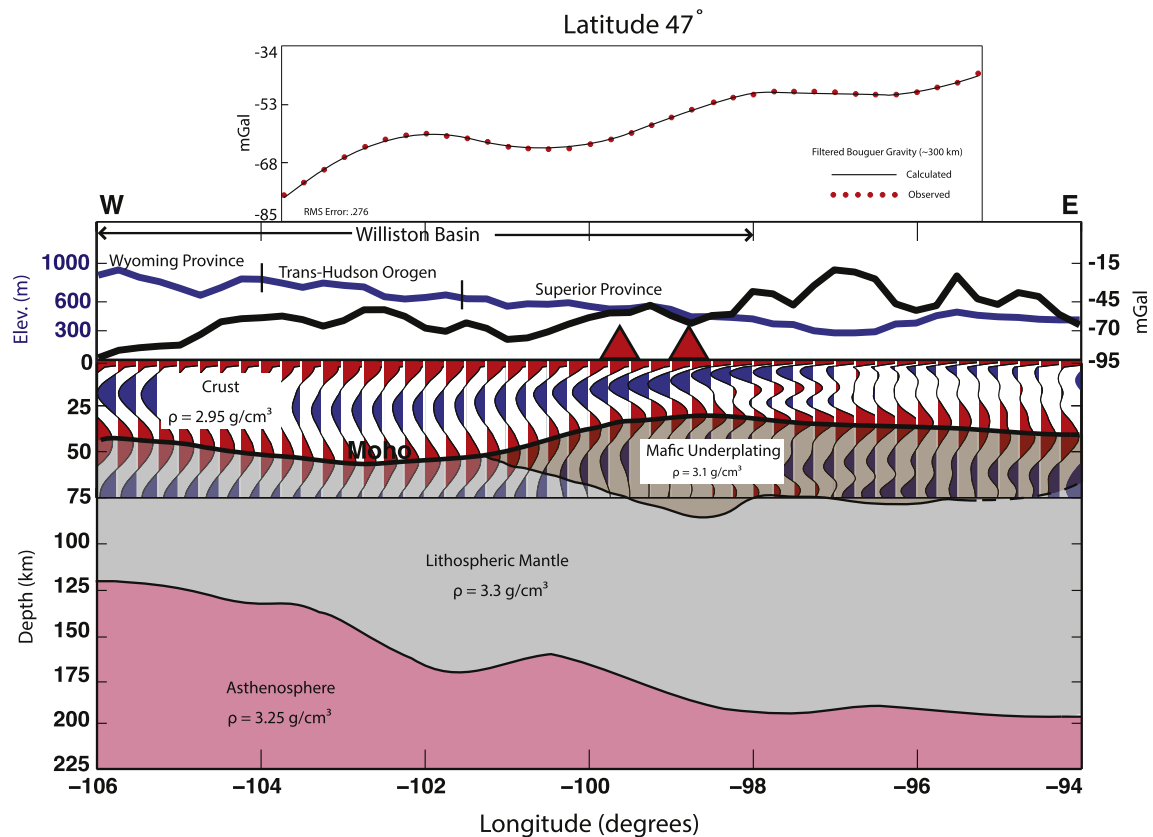 Latitude 47°
-34
-53
-68
-85
mGal
Filtered Bouguer Gravity (~300 km)
Calculated
Observed
RMS Error: .276
W
E
Williston Basin
Wyoming Province
Trans-Hudson Orogen
Superior Province
1000
600
300
0
Elev. (m)
-15
-45
-70
-95
mGal
Crust
ρ = 2.95 g/cm³
Moho
Mafic Underplating
ρ = 3.1 g/cm³
25
50
75
100
125
150
175
200
225
Depth (km)
Lithospheric Mantle
ρ = 3.3 g/cm³
Asthenosphere
ρ = 3.25 g/cm³
−106 −104 −102 −100 −98 −96 −94
Longitude (degrees)